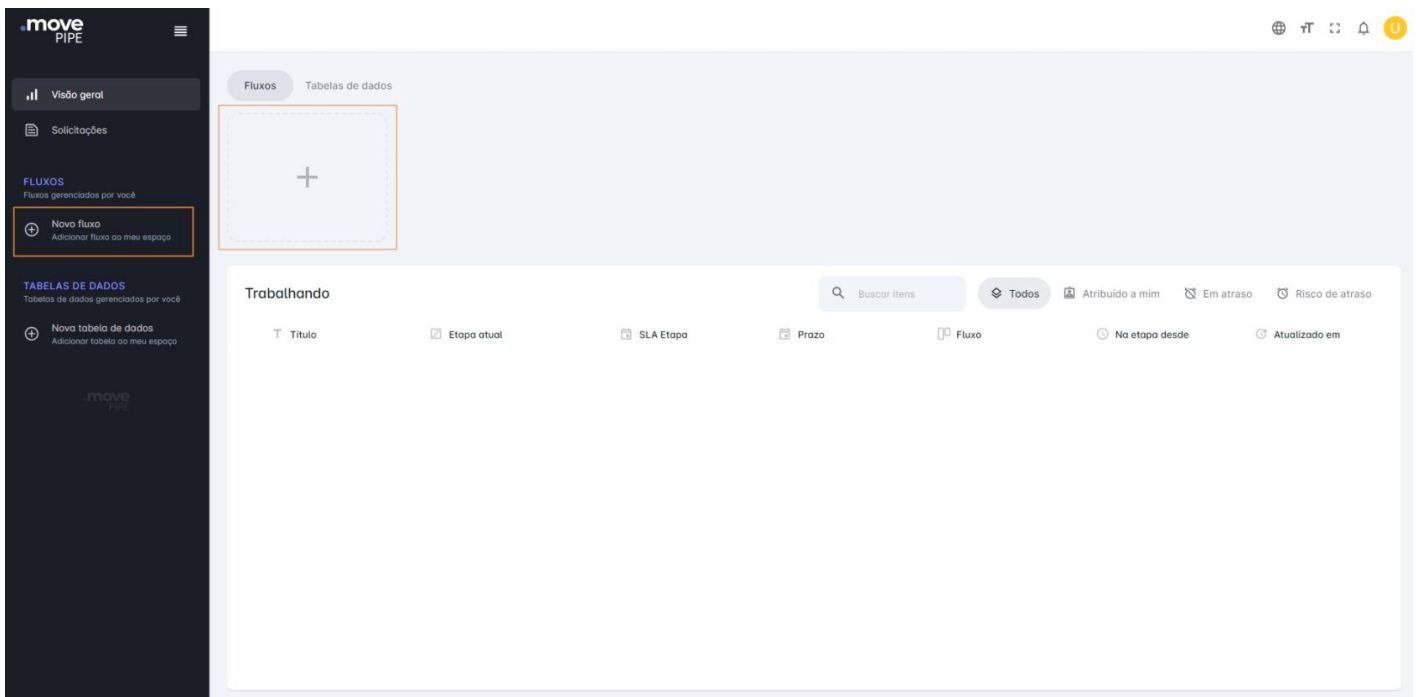 .move
PIPE
U
Visão geral
Solicitações
FLUXOS
Fluxos gerenciados por você
Novo fluxo
Adicionar fluxo ao meu espaço
TABELAS DE DADOS
Tabelas de dados gerenciados por você
Nova tabela de dados
Adicionar tabela ao meu espaço
.move
PIPE
Fluxos Tabelas de dados
Trabalhando
Buscar itens
Todos Atribuído a mim Em atraso Risco de atraso
Título Etapa atual SLA Etapa Prazo Fluxo Na etapa desde Atualizado em